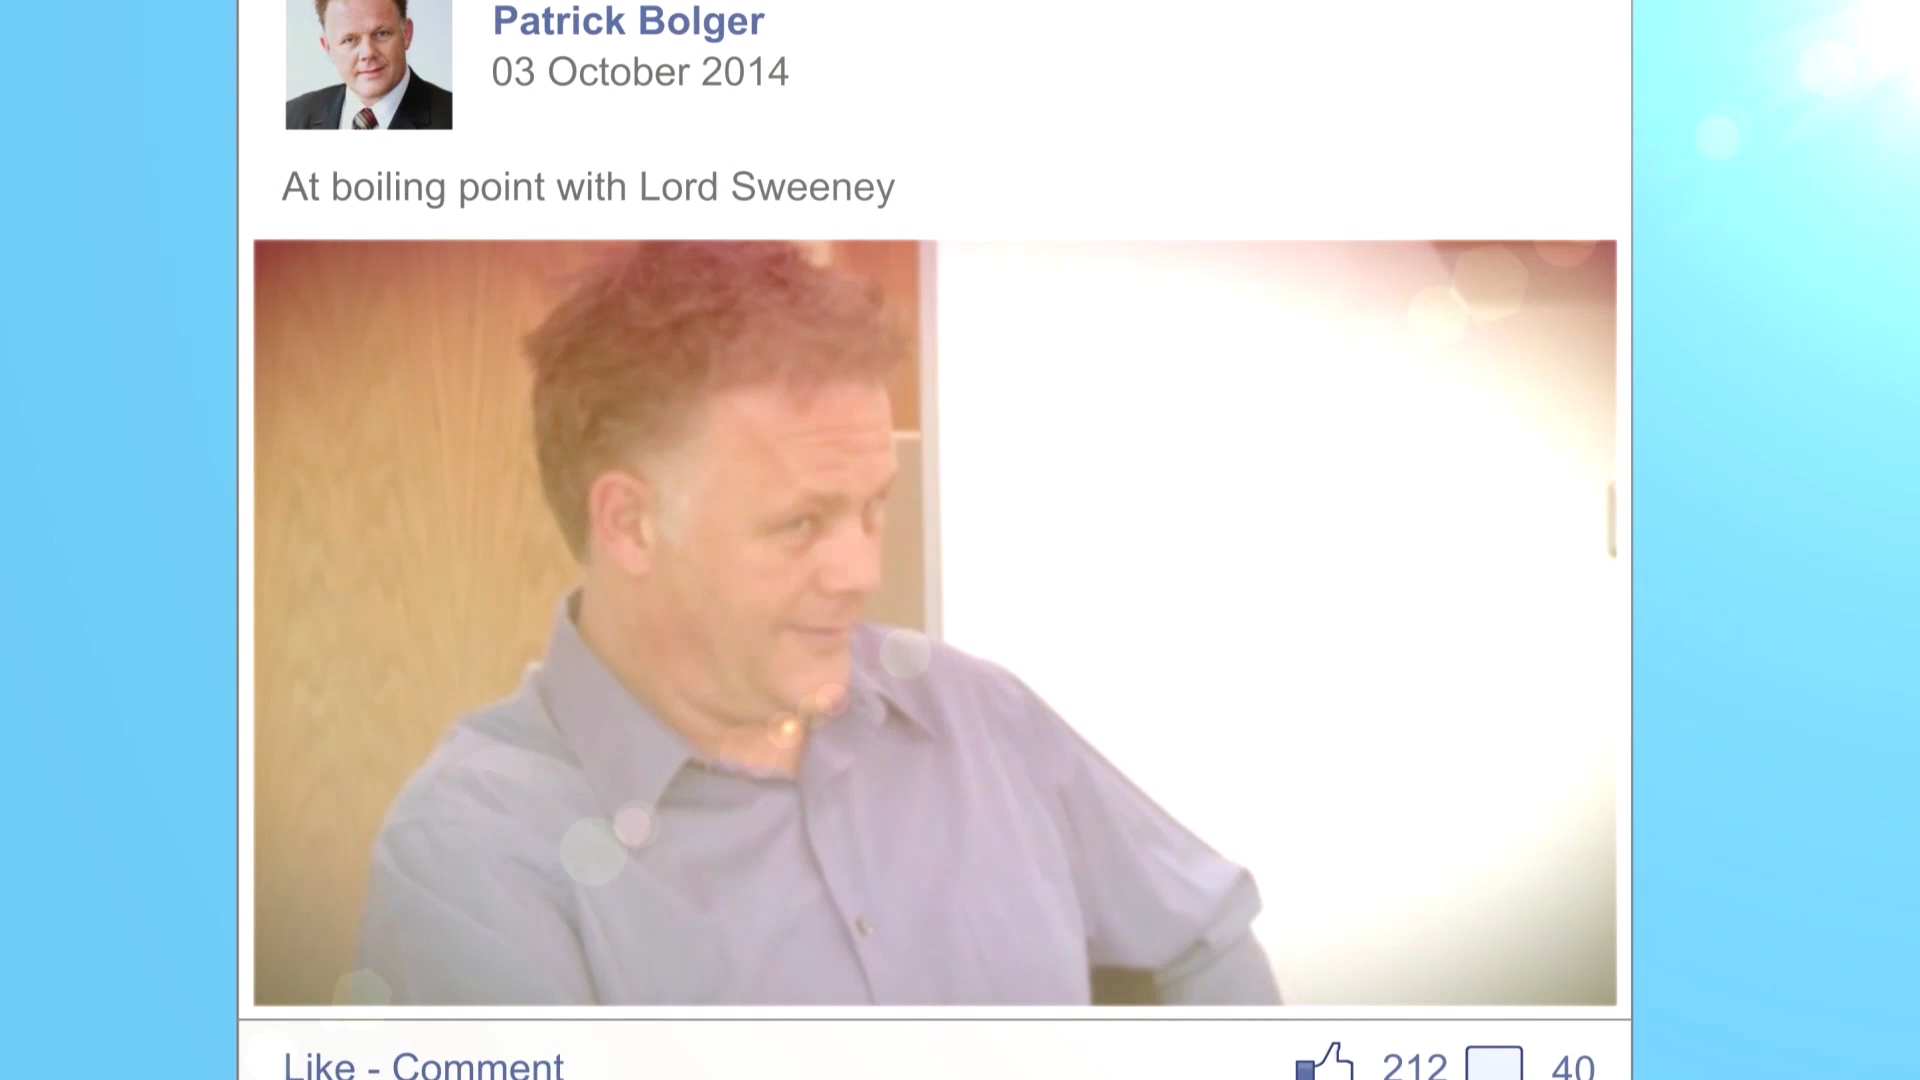 Patrick Bolger
03 October 2014
At boiling point with Lord Sweeney
Like - Comment
212
40